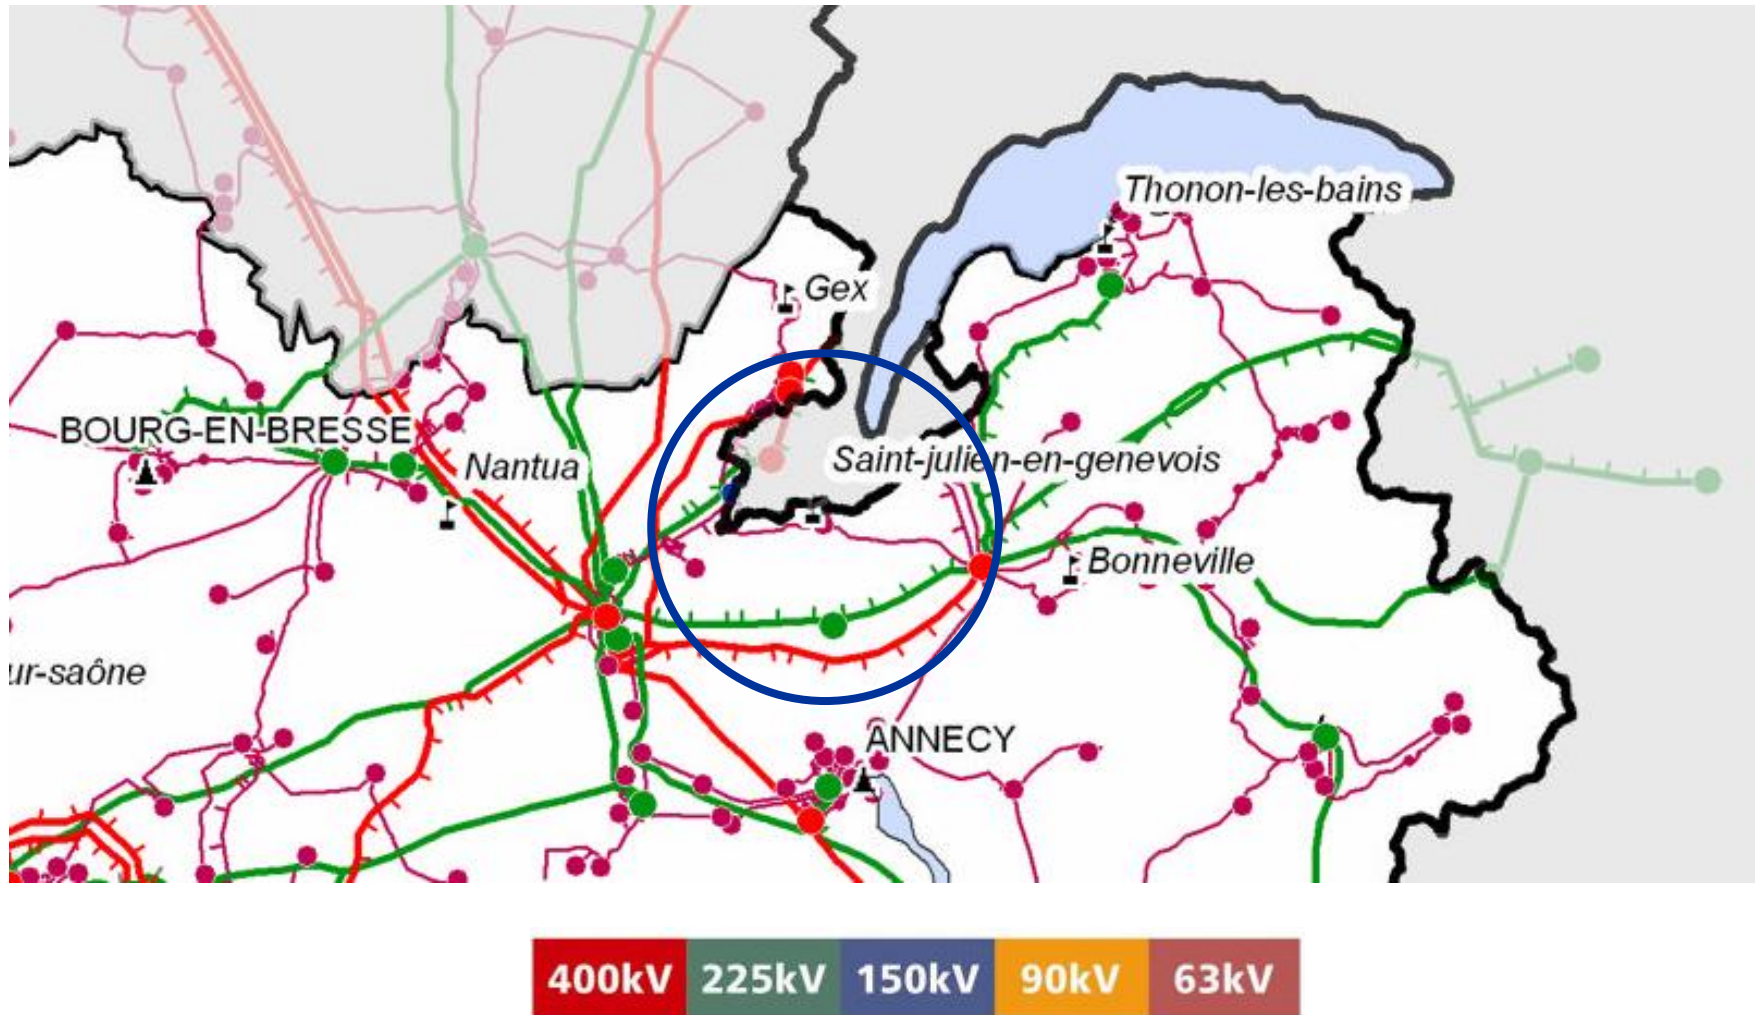 Thonon-les-bains
Gex
BOURG-EN-BRESSE
Nantua
Saint-julien-en-genevois
Bonneville
ur-saône
ANNECY
400kV 225kV 150kV 90kV 63kV